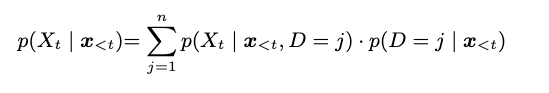 p(X_t | x_{<t}) = \sum_{j=1}^{n} p(X_t | x_{<t}, D = j) · p(D = j | x_{<t})